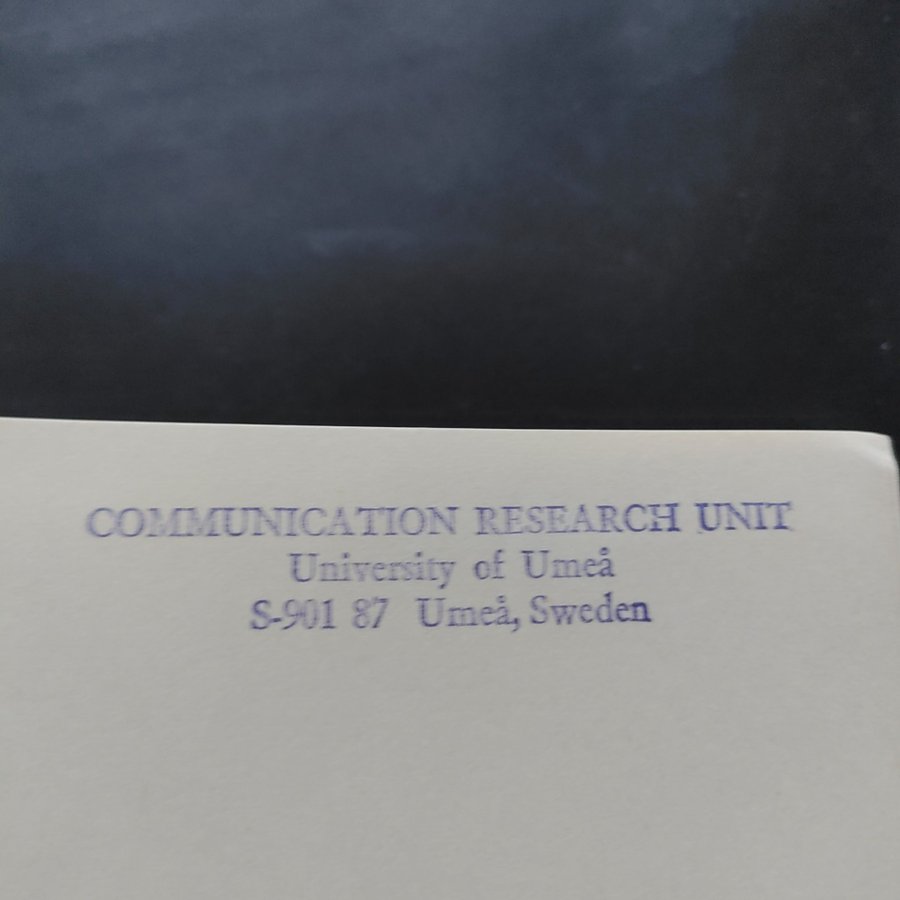 COMMUNICATION RESEARCH UNIT
University of Umeå
S-901 87 Umeå, Sweden